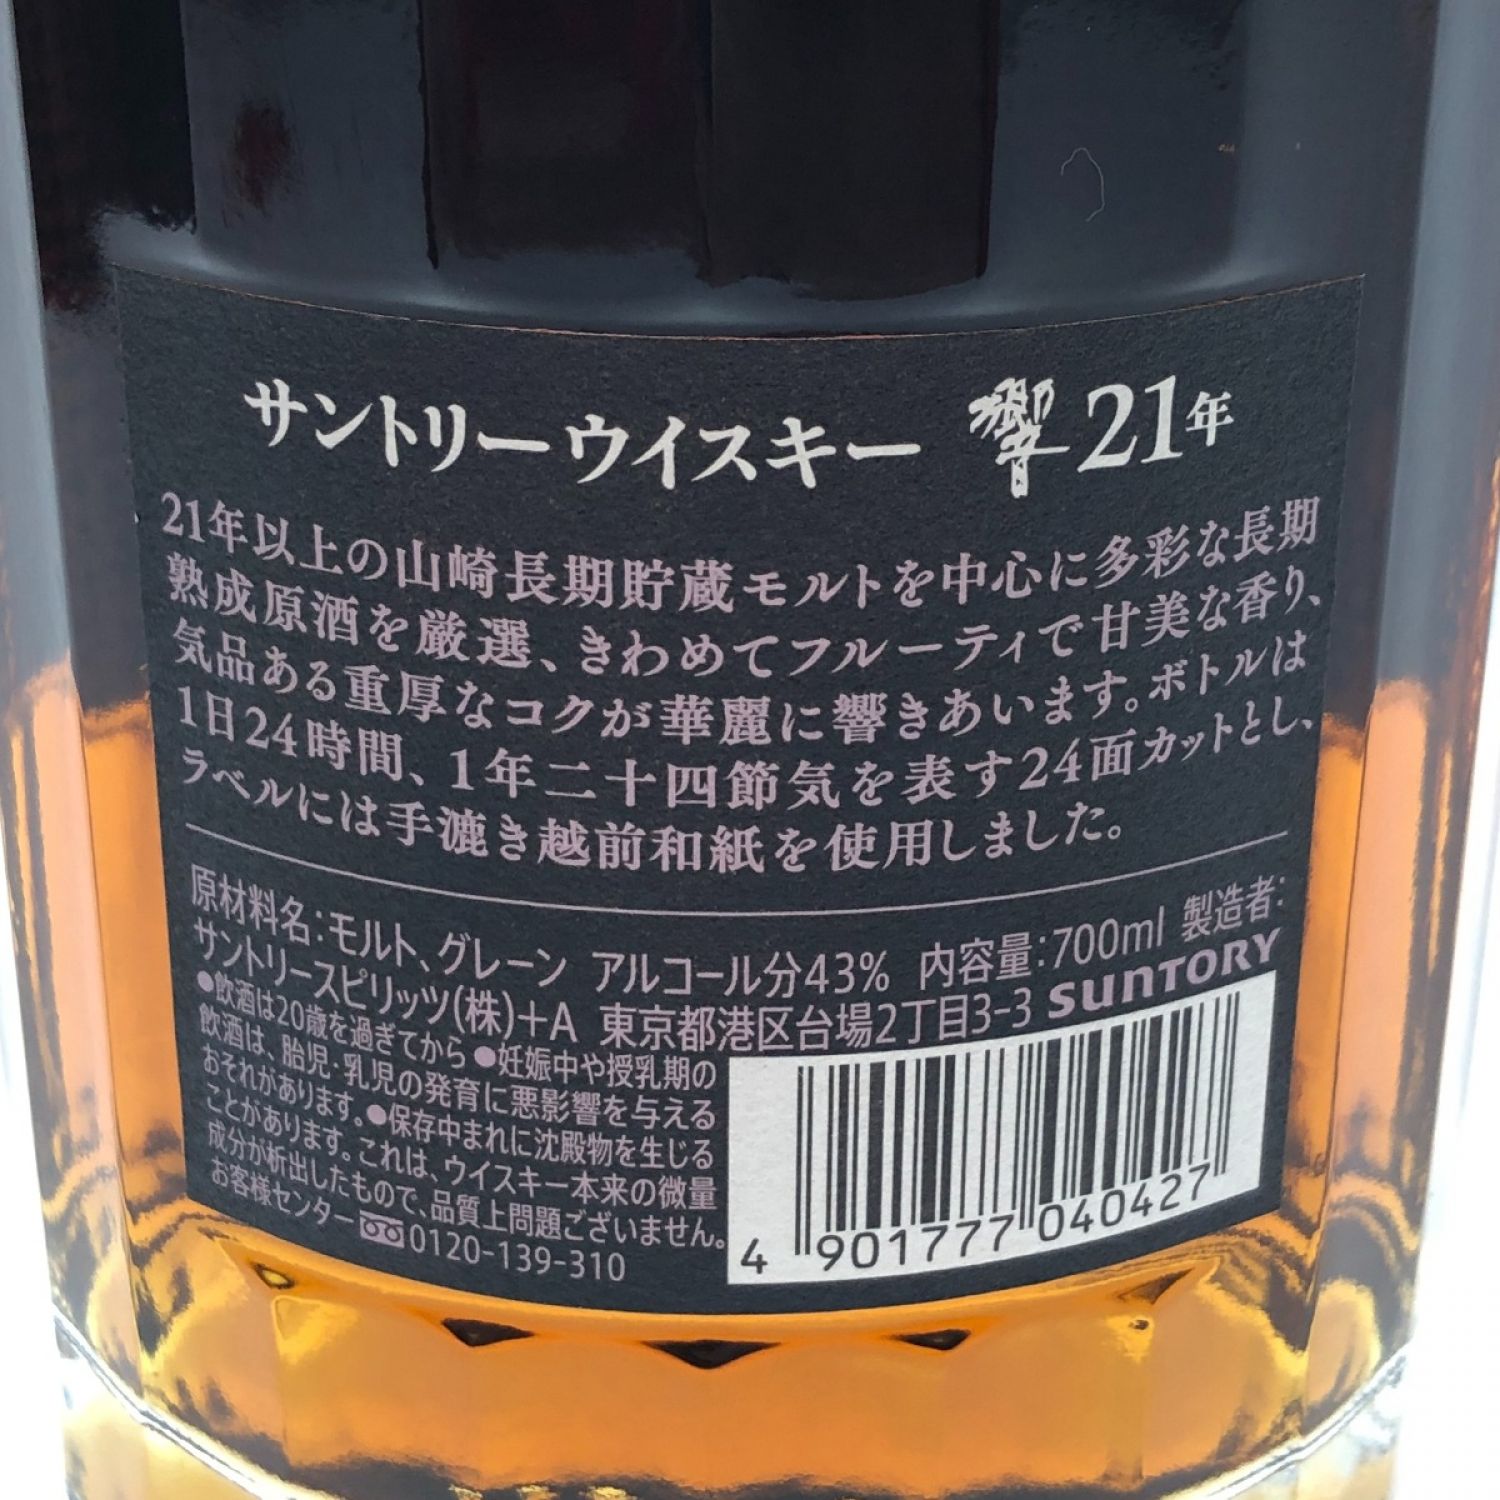 サントリーウイスキー 響 21年
21年以上の山崎長期貯蔵モルトを中心に多彩な長期
熟成原酒を厳選、きわめてフルーティで甘美な香り、
気品ある重厚なコクが華麗に響きあいます。ボトルは
1日24時間、1年二十四節気を表す24面カットとし、
ラベルには手漉き越前和紙を使用しました。
原材料名：モルト、グレーン アルコール分43% 内容量：700ml 製造者：
サントリースピリッツ(株)+A 東京都港区台場2丁目3-3 SUNTORY
●飲酒は20歳を過ぎてから ●妊娠中や授乳期の
飲酒は、胎児・乳児の発育に悪影響を与える
おそれがあります。●保存中まれに沈殿物を生じる
ことがあります。これは、ウイスキー本来の微量
成分が析出したもので、品質上問題ございません。
お客様センター 0120-139-310
4 901777 040427